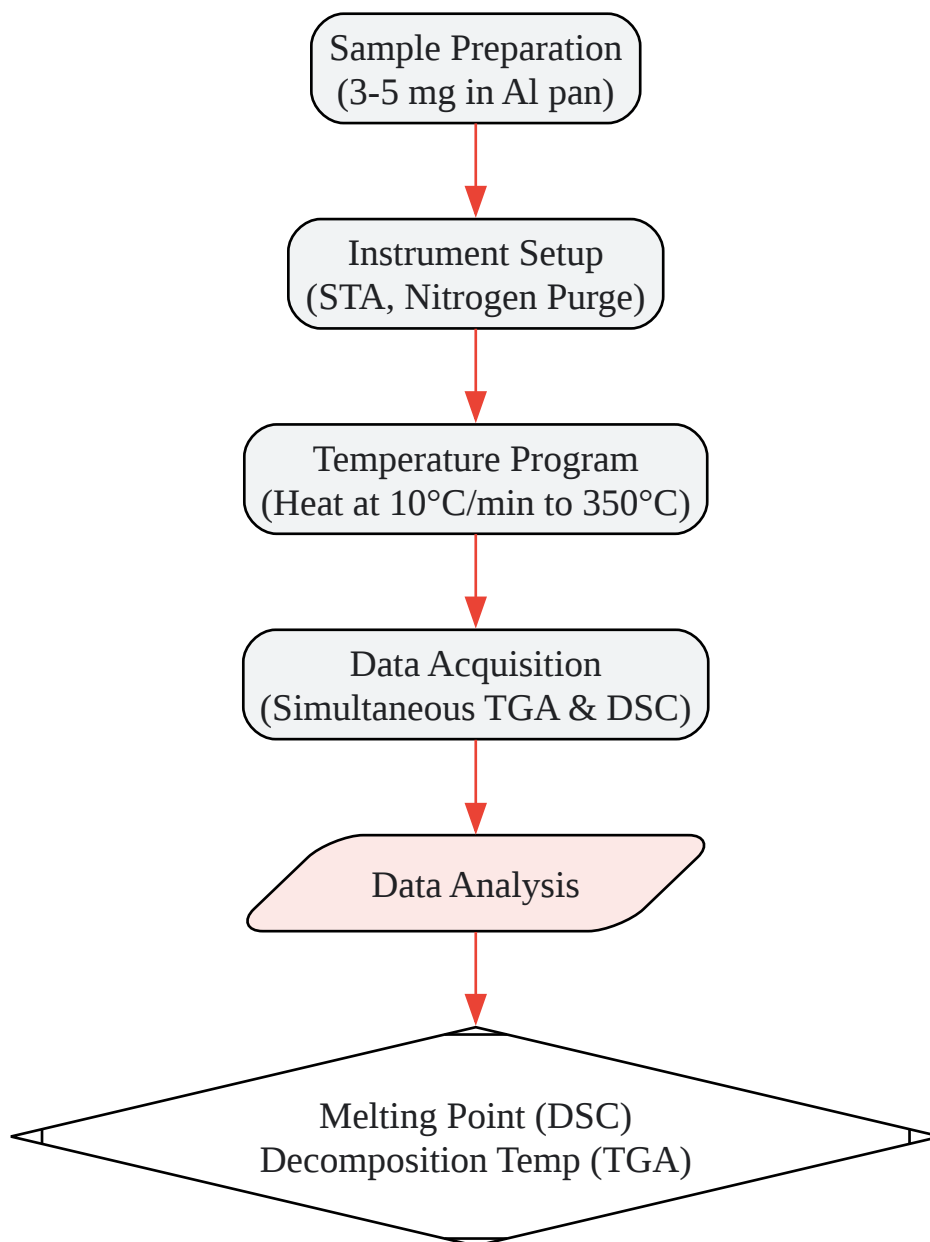 Sample Preparation
(3-5 mg in Al pan)
Instrument Setup
(STA, Nitrogen Purge)
Temperature Program
(Heat at 10°C/min to 350°C)
Data Acquisition
(Simultaneous TGA & DSC)
Data Analysis
Melting Point (DSC)
Decomposition Temp (TGA)